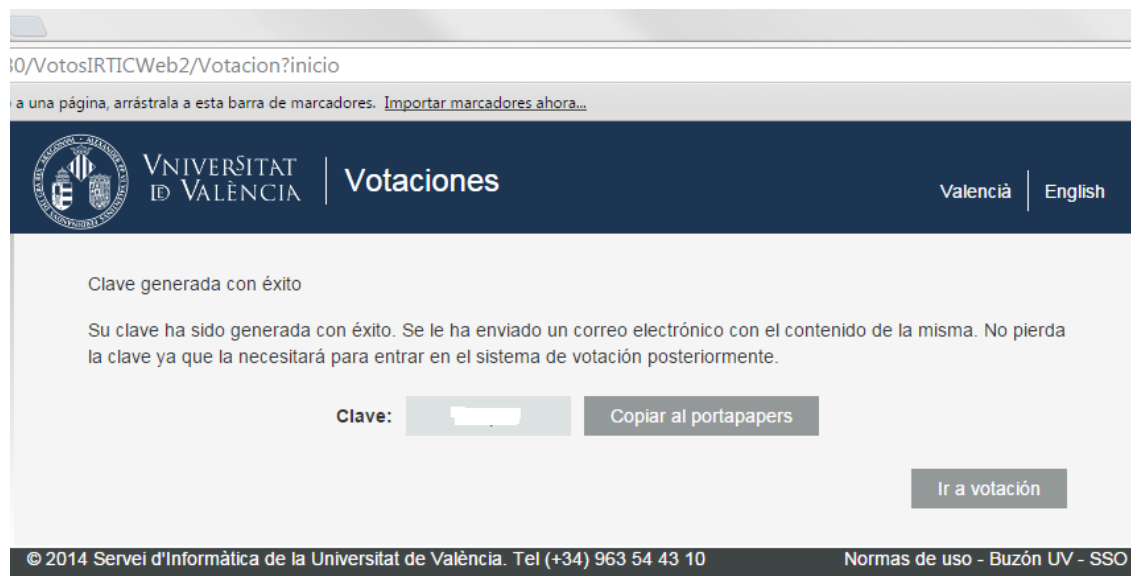 30/VotosIRTICWeb2/Votacion?inicio
a una página, arrástrala a esta barra de marcadores. Importar marcadores ahora...
VNIVERSITAT
Votaciones
Valencià
English
ID VALÈNCIA
Clave generada con éxito
Su clave ha sido generada con éxito. Se le ha enviado un correo electrónico con el contenido de la misma. No pierda
la clave ya que la necesitará para entrar en el sistema de votación posteriormente.
Clave:
Copiar al portapapers
Ir a votación
© 2014 Servei d'Informàtica de la Universitat de València. Tel (+34) 963 54 43 10
Normas de uso - Buzón UV - SSO